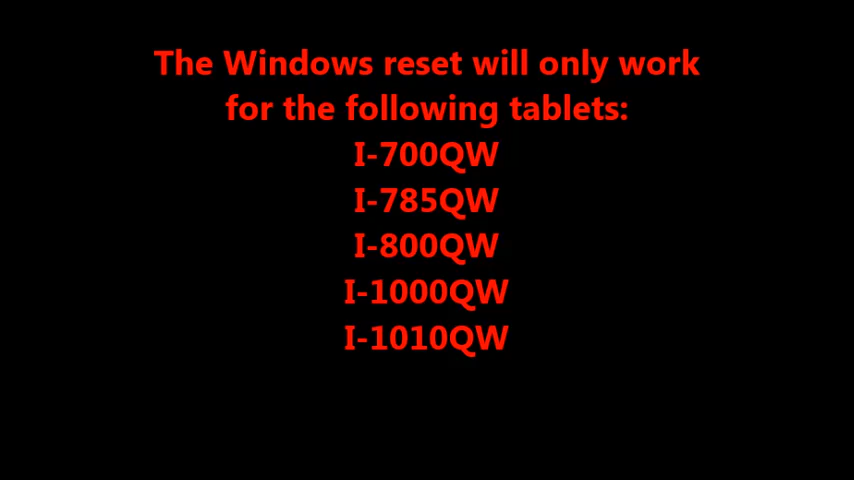 The Windows reset will only work
for the following tablets:
I-700QW
I-785QW
I-800QW
I-1000QW
I-1010QW